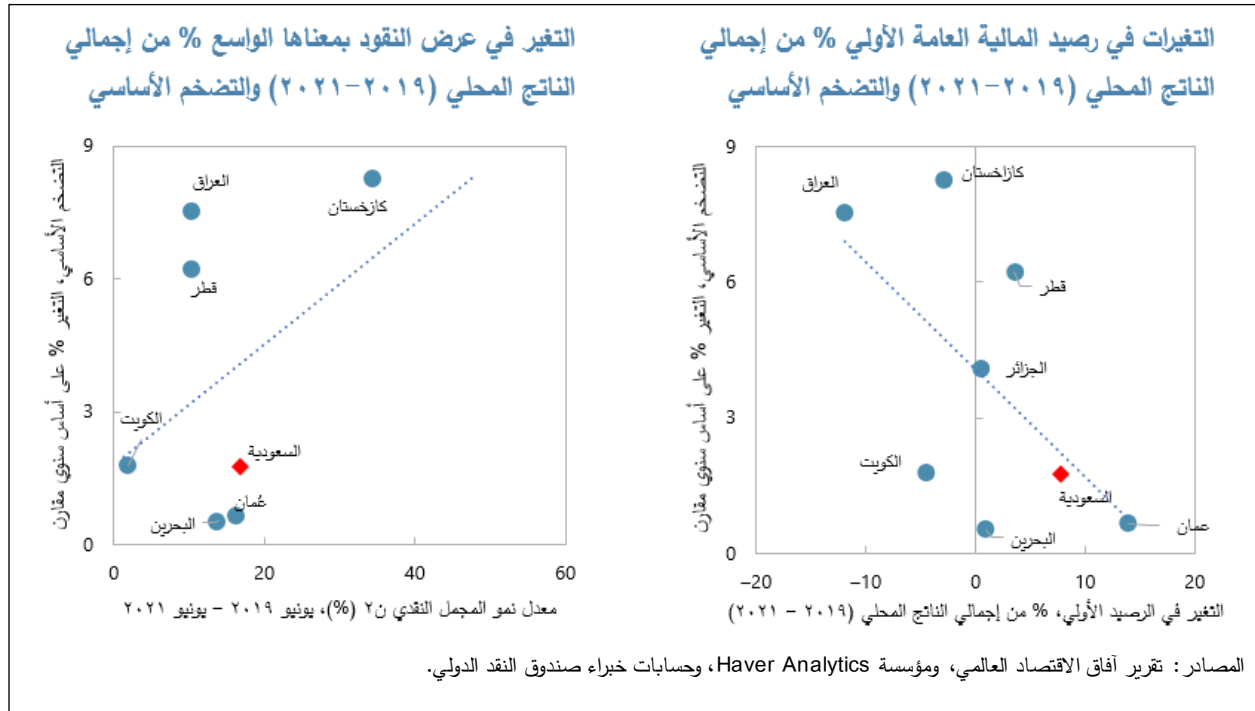 التغيرات في رصيد المالية العامة الأولي % من إجمالي
الناتج المحلي (٢٠١٩-٢٠٢١) والتضخم الأساسي
التضخم الأساسي، التغير % على أساس سنوي مقارن
9
6
3
0
كازاخستان
العراق
قطر
الجزائر
الكويت
السعودية
البحرين
عمان
−20
−10
0
10
20
التغير في الرصيد الأولي، % من إجمالي الناتج المحلي (٢٠١٩ - ٢٠٢١)
التغير في عرض النقود بمعناها الواسع % من إجمالي
الناتج المحلي (٢٠١٩-٢٠٢١) والتضخم الأساسي
التضخم الأساسي، التغير % على أساس سنوي مقارن
9
6
3
0
العراق
كازخستان
قطر
الكويت
السعودية
عُمان
البحرين
0
20
40
60
معدل نمو المجمل النقدي ن٢ (%)، يونيو ٢٠١٩ - يونيو ٢٠٢١
المصادر: تقرير آفاق الاقتصاد العالمي، ومؤسسة Haver Analytics، وحسابات خبراء صندوق النقد الدولي.